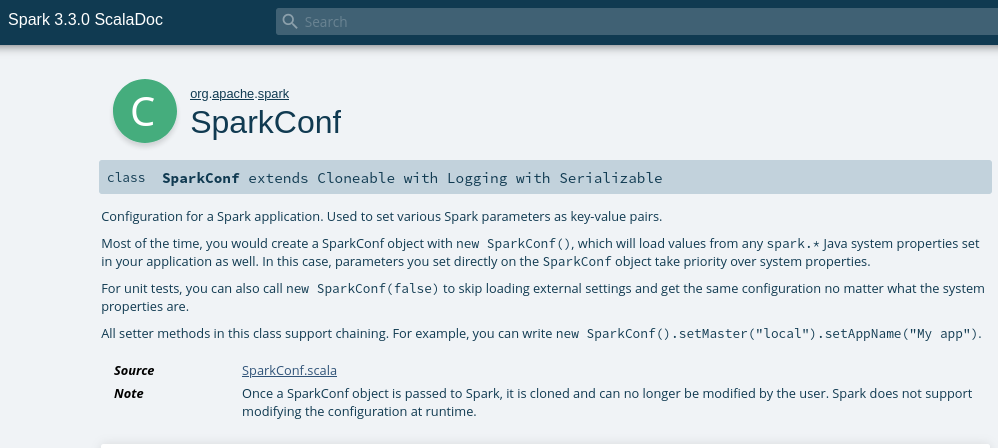 Spark 3.3.0 ScalaDoc
Search
C
org.apache.spark
SparkConf
class SparkConf extends Cloneable with Logging with Serializable
Configuration for a Spark application. Used to set various Spark parameters as key-value pairs.
Most of the time, you would create a SparkConf object with new SparkConf(), which will load values from any spark.* Java system properties set
in your application as well. In this case, parameters you set directly on the SparkConf object take priority over system properties.
For unit tests, you can also call new SparkConf(false) to skip loading external settings and get the same configuration no matter what the system
properties are.
All setter methods in this class support chaining. For example, you can write new SparkConf().setMaster("local").setAppName("My app").
Source SparkConf.scala
Note Once a SparkConf object is passed to Spark, it is cloned and can no longer be modified by the user. Spark does not support
modifying the configuration at runtime.